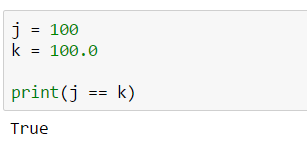 j = 100
k = 100.0
print(j == k)
True